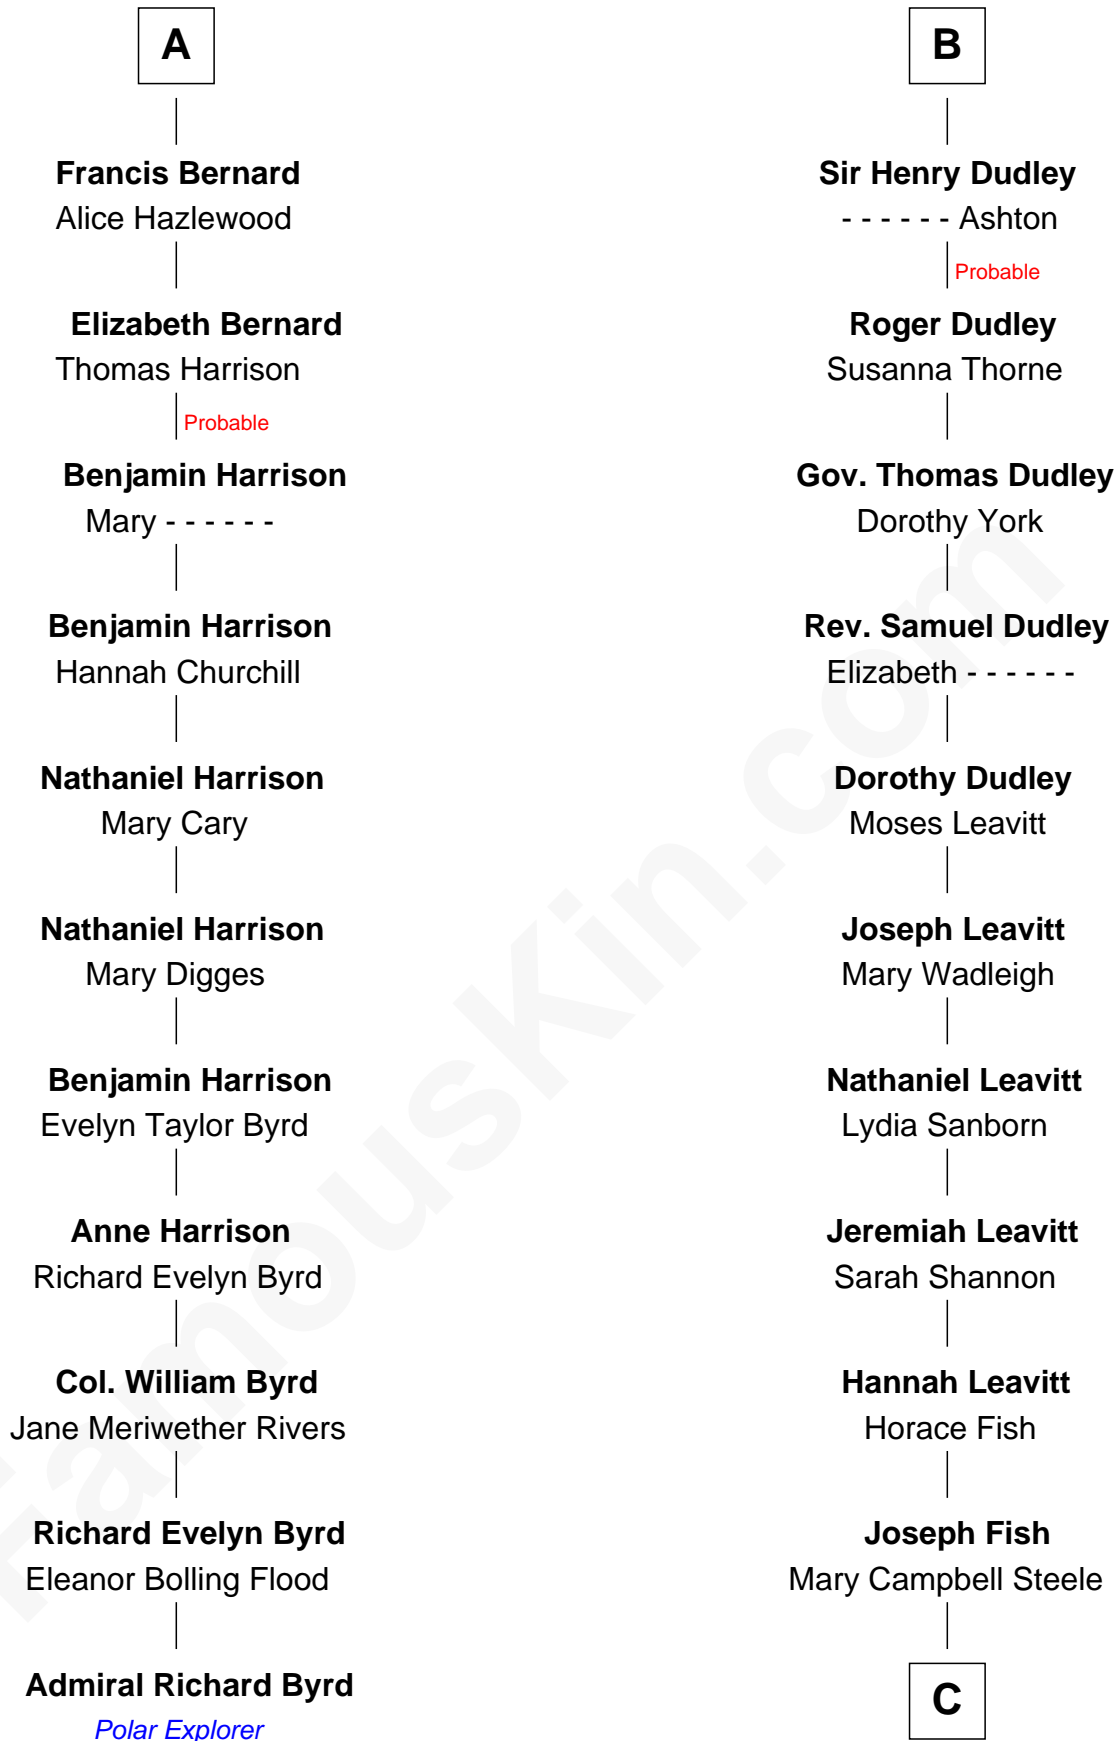 A
Francis Bernard
Alice Hazlewood
Elizabeth Bernard
Thomas Harrison
Probable
Benjamin Harrison
Mary - - - - - -
Benjamin Harrison
Hannah Churchill
Nathaniel Harrison
Mary Cary
Nathaniel Harrison
Mary Digges
Benjamin Harrison
Evelyn Taylor Byrd
Anne Harrison
Richard Evelyn Byrd
Col. William Byrd
Jane Meriwether Rivers
Richard Evelyn Byrd
Eleanor Bolling Flood
Admiral Richard Byrd
Polar Explorer
B
Sir Henry Dudley
- - - - - - Ashton
Probable
Roger Dudley
Susanna Thorne
Gov. Thomas Dudley
Dorothy York
Rev. Samuel Dudley
Elizabeth - - - - - -
Dorothy Dudley
Moses Leavitt
Joseph Leavitt
Mary Wadleigh
Nathaniel Leavitt
Lydia Sanborn
Jeremiah Leavitt
Sarah Shannon
Hannah Leavitt
Horace Fish
Joseph Fish
Mary Campbell Steele
C
FamousKin.com